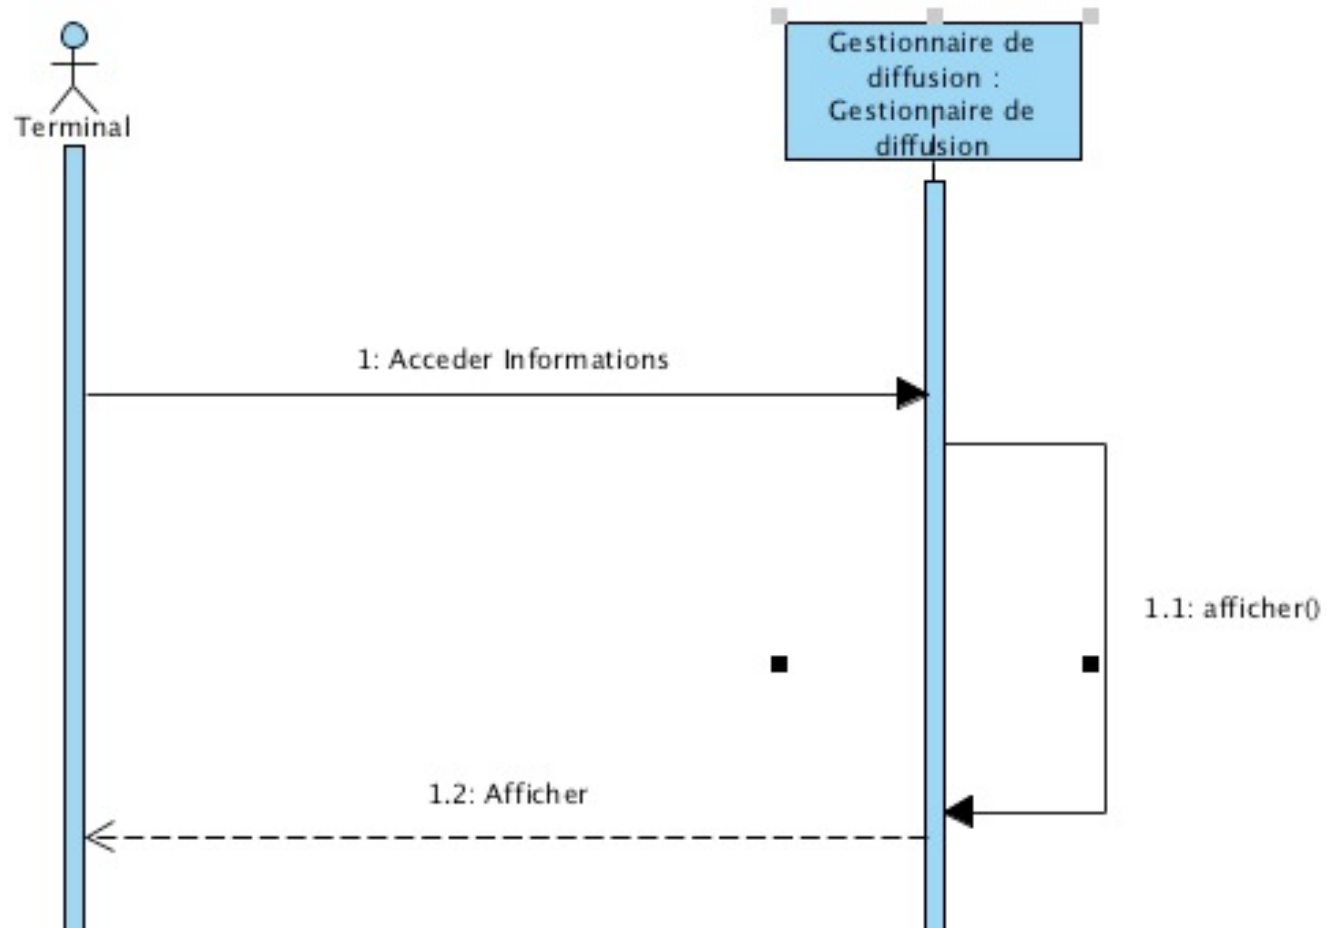 Gestionnaire de
diffusion :
Gestionnaire de
diffusion
Terminal
1: Acceder Informations
1.1: afficher()
1.2: Afficher